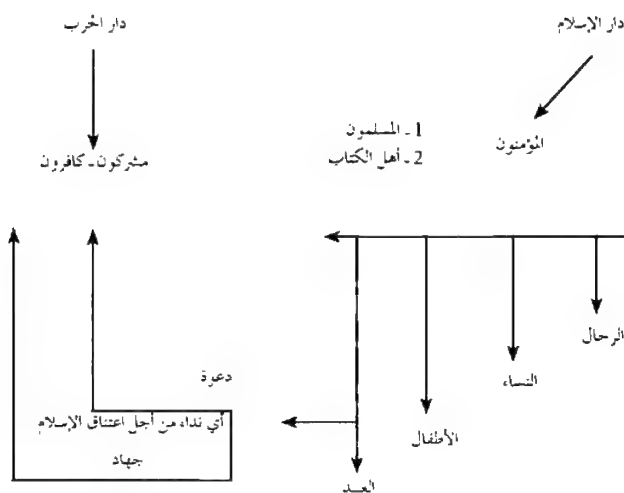 دار الإسلام
دار الحرب
المؤمنون
1 ـ المسلمون
2 ـ أهل الكتاب
مشركون ـ كافرون
الرجال
النساء
الأطفال
العبد
دعوة
أي نداء من أجل اعتناق الإسلام
جهاد